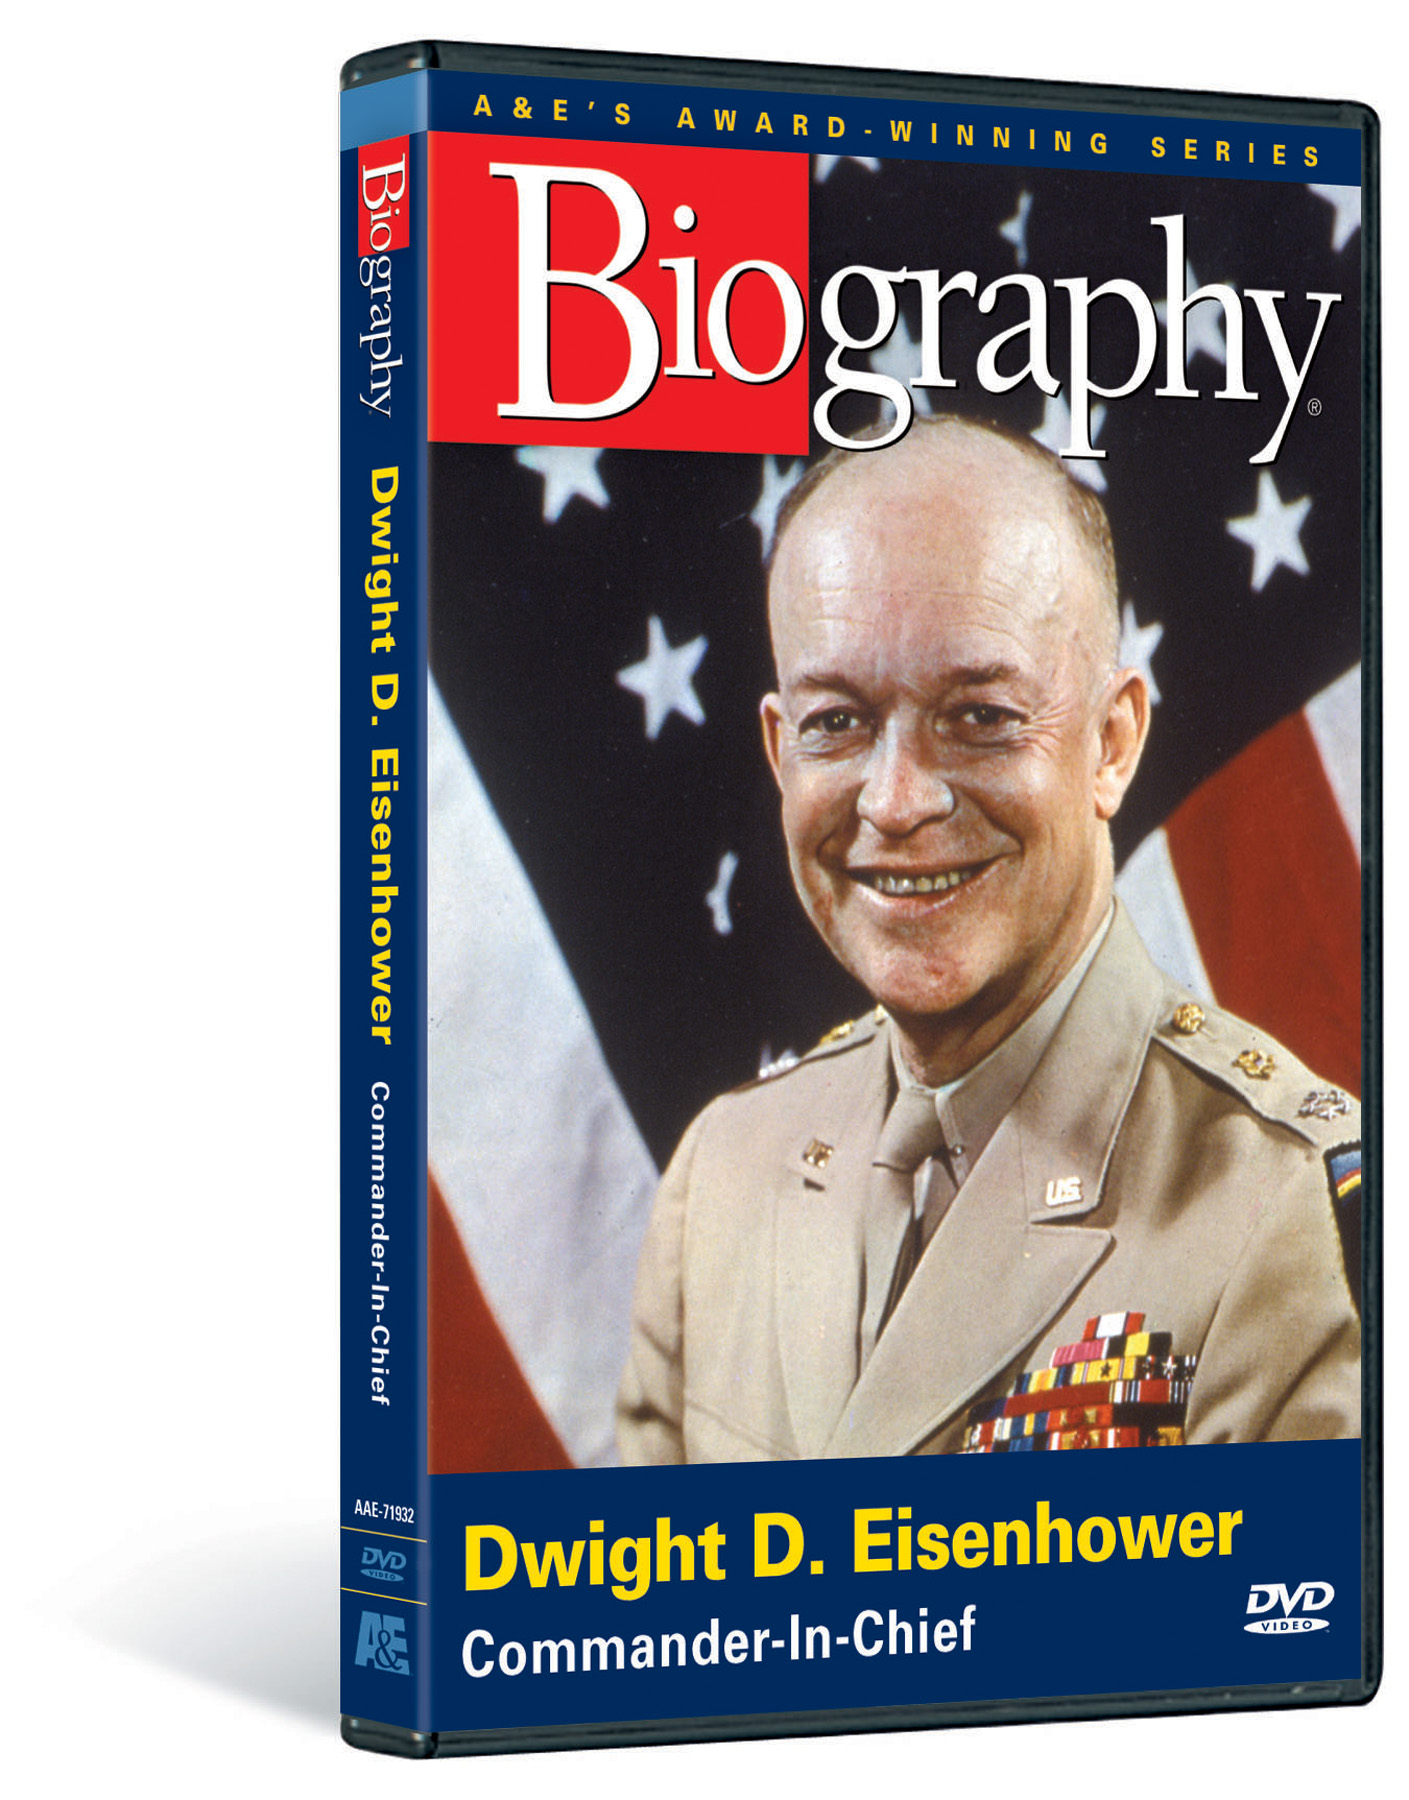 A&E'S AWARD-WINNING SERIES
Biography®
U.S.
Dwight D. Eisenhower
Commander-In-Chief
DVD
VIDEO
Biography
Dwight D. Eisenhower Commander-In-Chief
AAE-71932
DVD
VIDEO
A&E